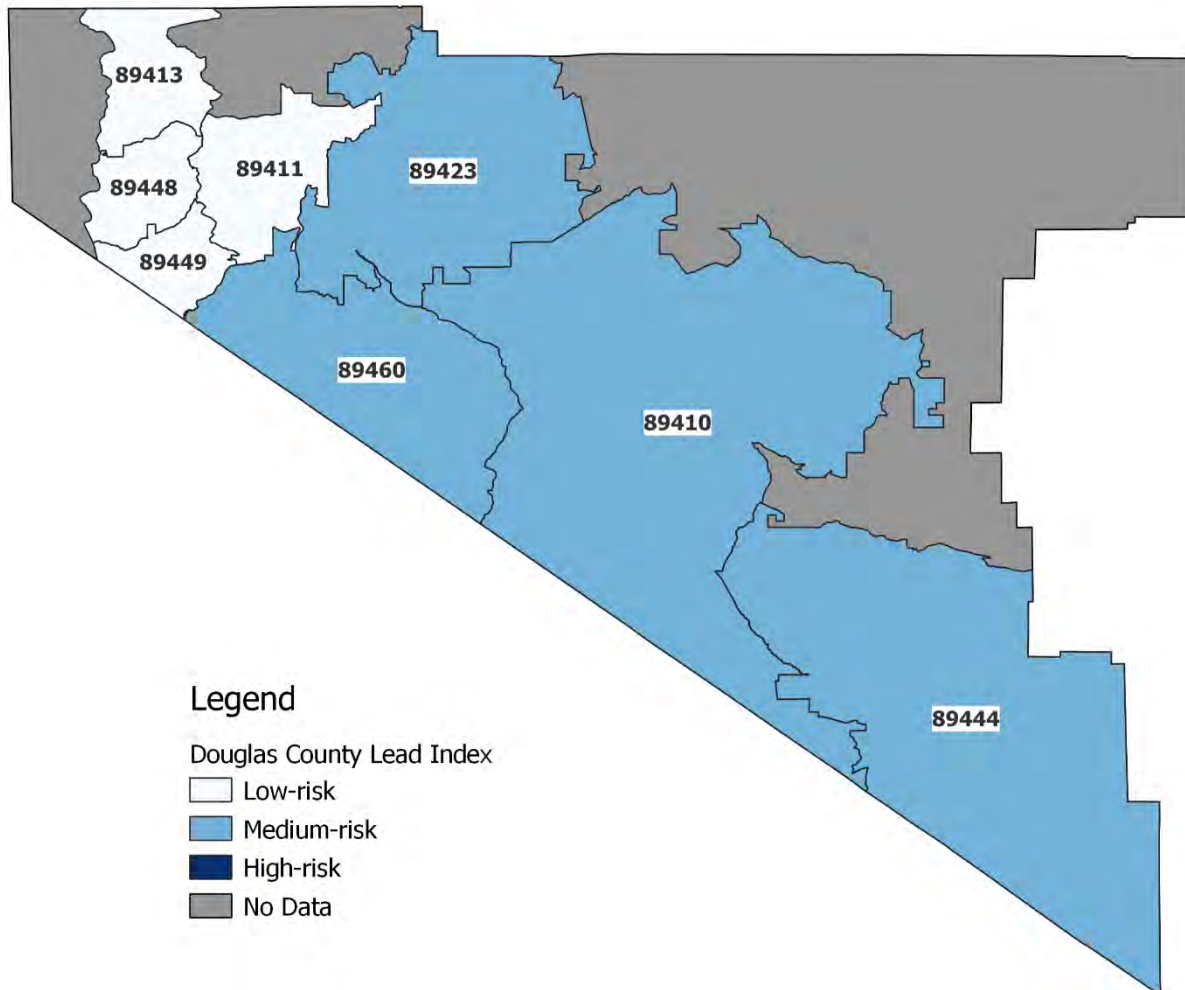 89413
89411
89423
89448
89449
89460
89410
89444
Legend
Douglas County Lead Index
Low-risk
Medium-risk
High-risk
No Data